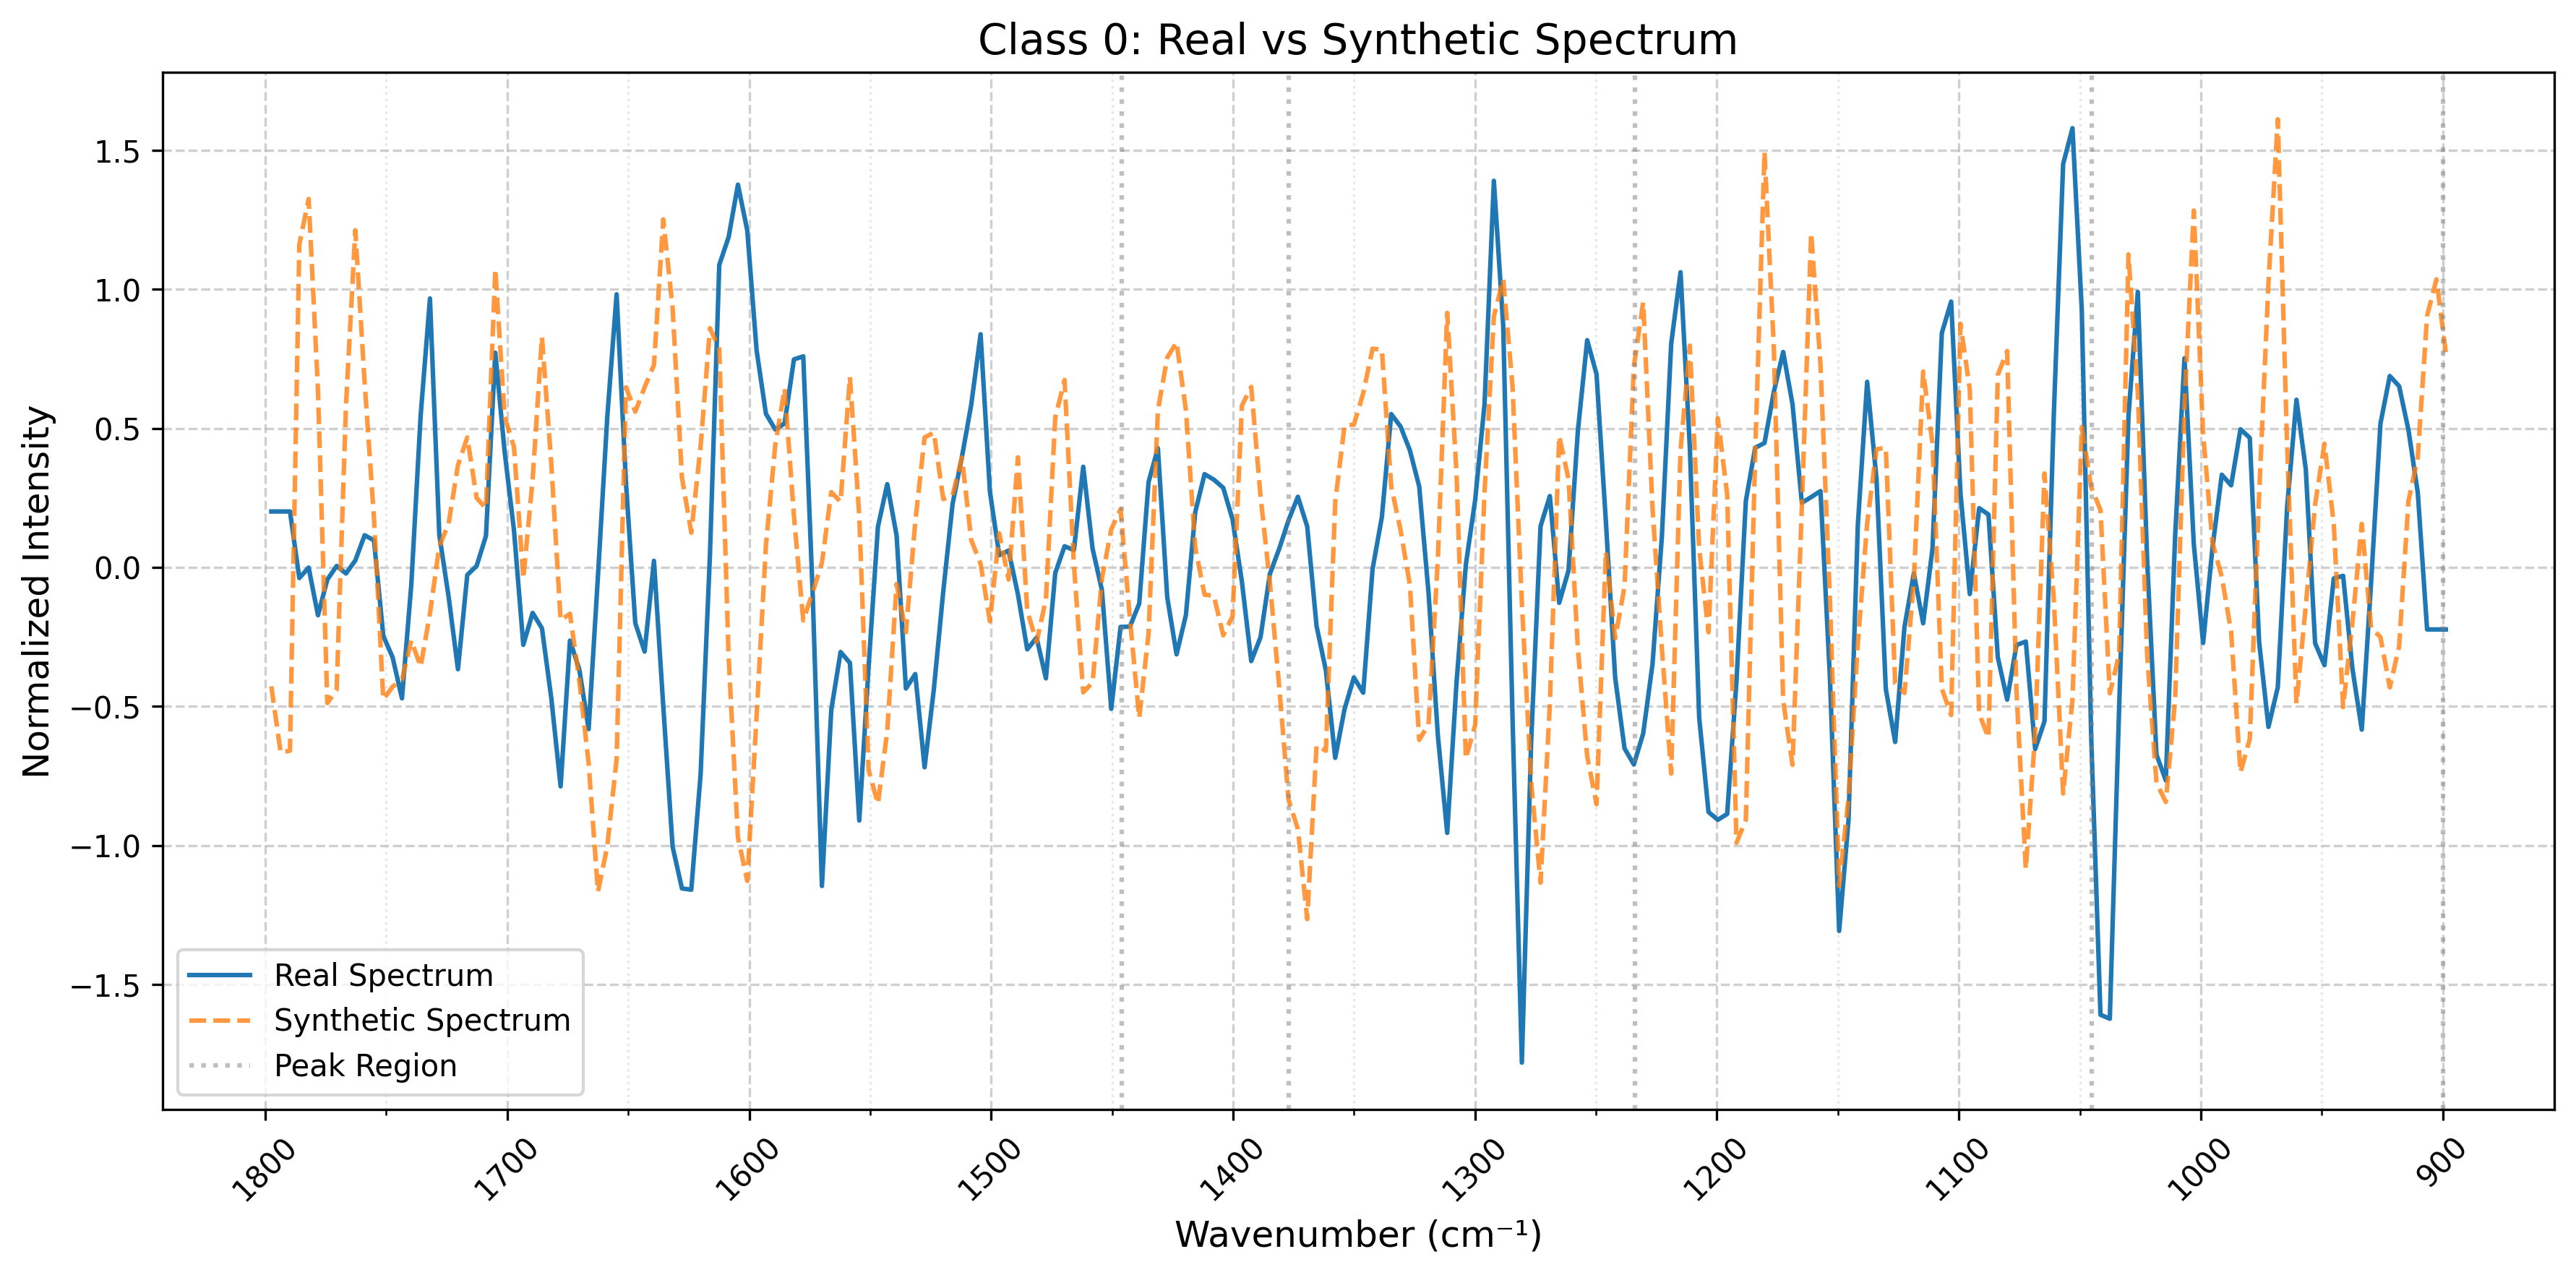 Class 0: Real vs Synthetic Spectrum
Normalized Intensity
1.5
1.0
0.5
0.0
−0.5
−1.0
−1.5
Real Spectrum
Synthetic Spectrum
Peak Region
1800 1700 1600 1500 1400 1300 1200 1100 1000 900
Wavenumber (cm⁻¹)